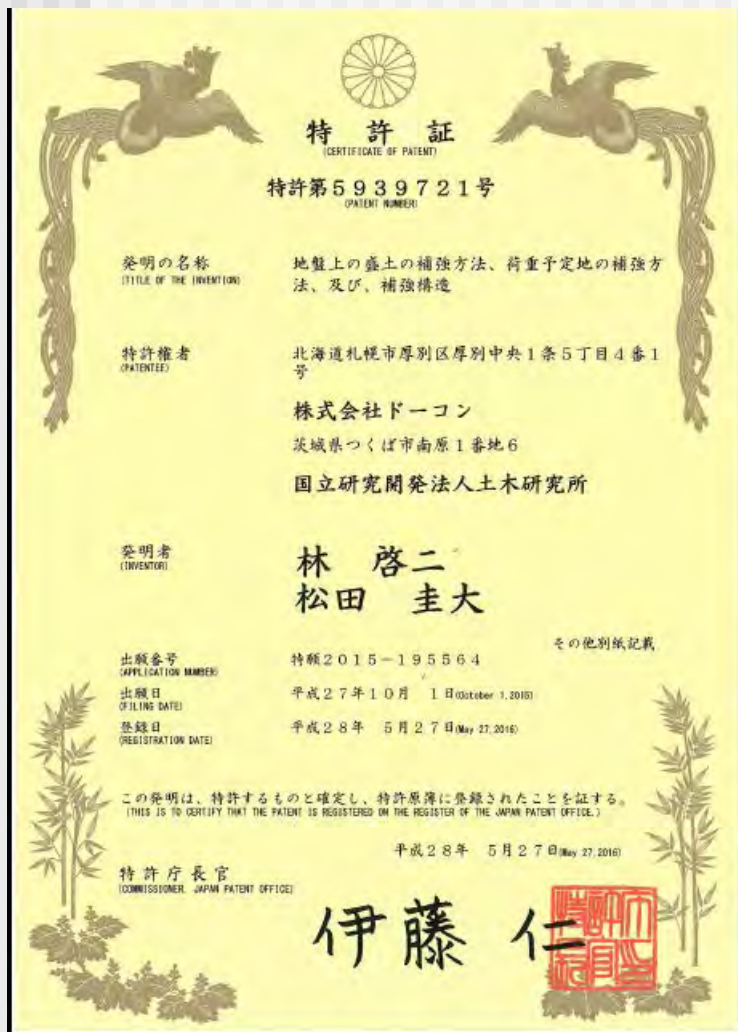 特許証
(CERTIFICATE OF PATENT)
特許第5939721号
(PATENT NUMBER)
発明の名称
(TITLE OF THE INVENTION)
地盤上の盛土の補強方法、荷重予定地の補強方
法、及び、補強構造
特許権者
(PATENTEE)
北海道札幌市厚別区厚別中央1条5丁目4番1
号
株式会社ドーコン
茨城県つくば市南原1番地6
国立研究開発法人土木研究所
発明者
(INVENTOR)
林 啓二
松田 圭大
その他別紙記載
出願番号
(APPLICATION NUMBER)
特願2015-195564
出願日
(FILING DATE)
平成27年10月 1日(October 1,2015)
登録日
(REGISTRATION DATE)
平成28年 5月27日(May 27,2016)
この発明は、特許するものと確定し、特許原簿に登録されたことを証する。
(THIS IS TO CERTIFY THAT THE PATENT IS REGISTERED ON THE REGISTER OF THE JAPAN PATENT OFFICE.)
平成28年 5月27日(May 27,2016)
特許庁長官
(COMMISSIONER, JAPAN PATENT OFFICE)
伊藤 仁